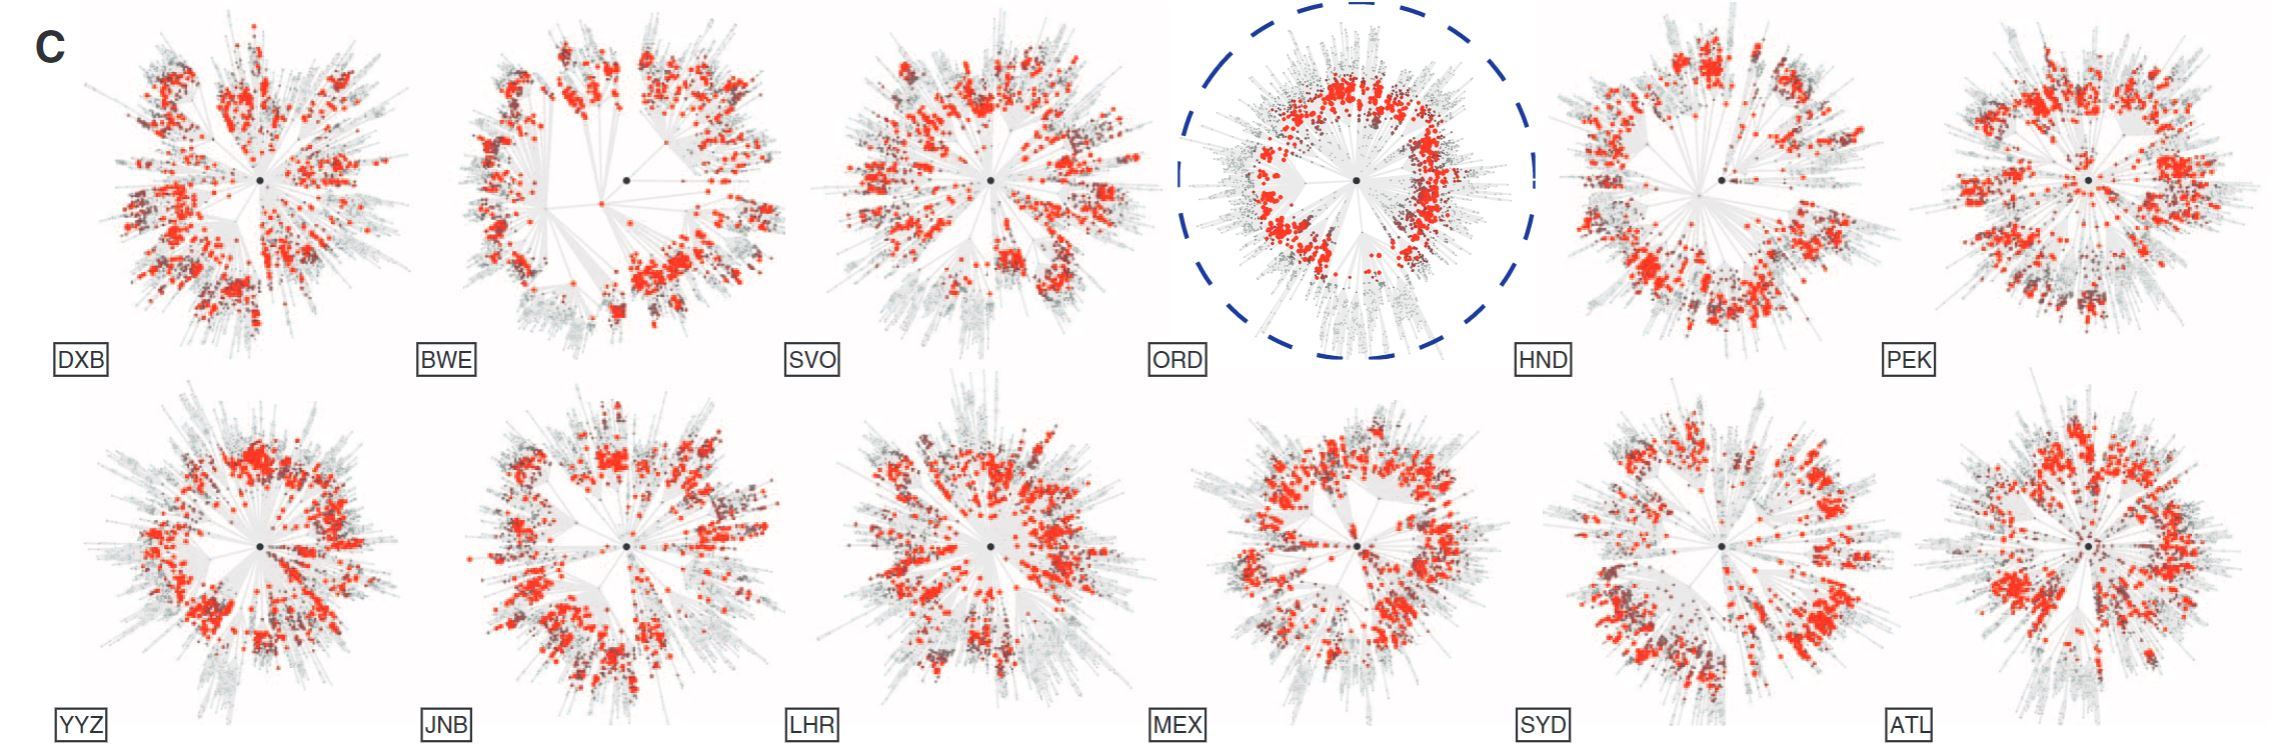 C
DXB
BWE
SVO
ORD
HND
PEK
YYZ
JNB
LHR
MEX
SYD
ATL